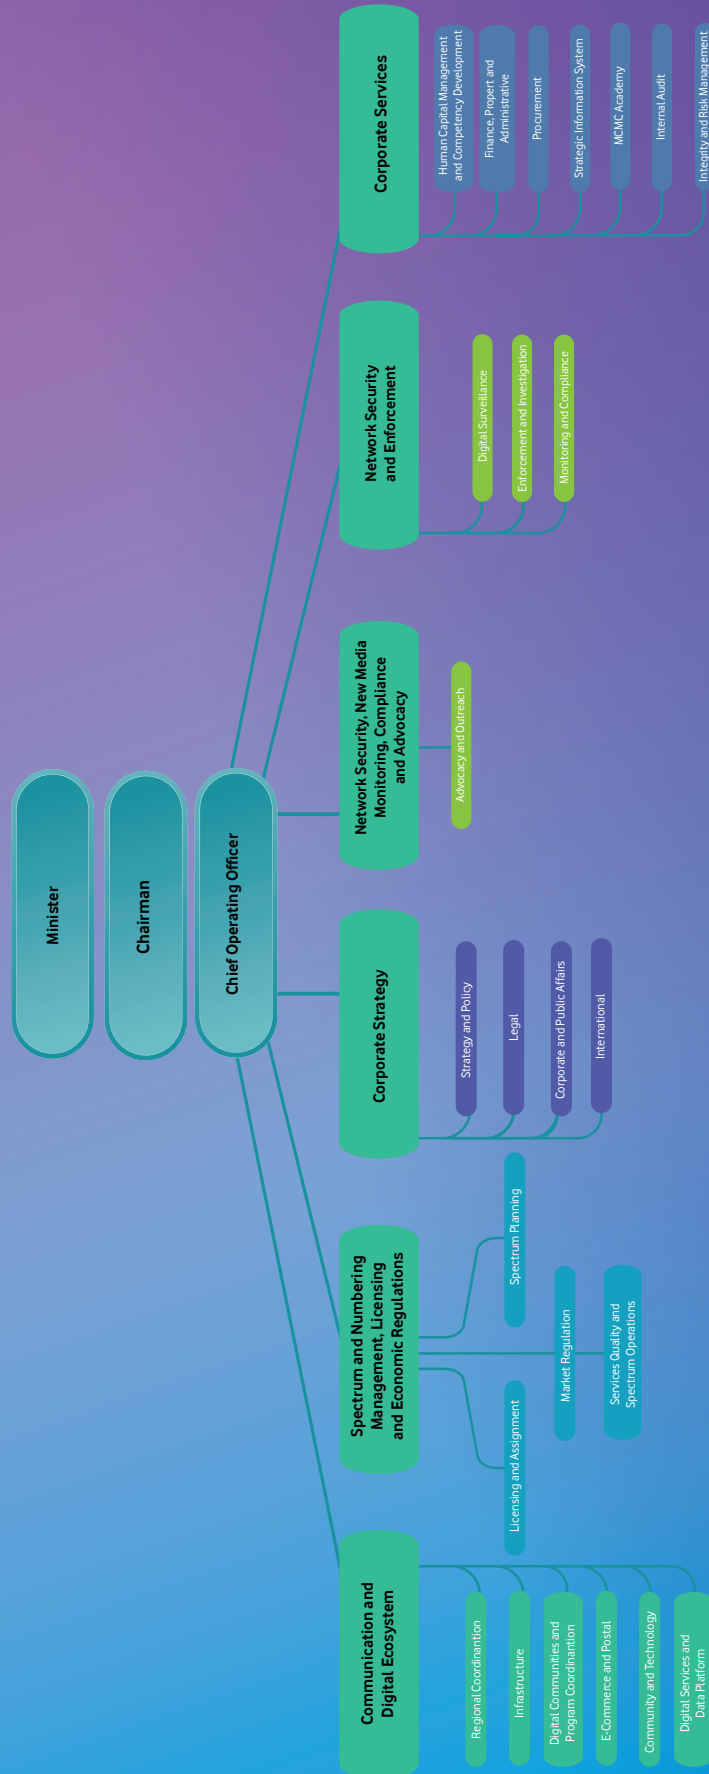 Minister
Chairman
Chief Operating Officer
Communication and
Digital Ecosystem
Regional Coordinantion
Infrastructure
Digital Communities and
Program Coordinantion
E-Commerce and Postal
Community and Technology
Digital Services and
Data Platform
Spectrum and Numbering
Management, Licensing
and Economic Regulations
Licensing and Assignment
Spectrum Planning
Market Regulation
Services Quality and
Spectrum Operations
Corporate Strategy
Strategy and Policy
Legal
Corporate and Public Affairs
International
Network Security, New Media
Monitoring, Compliance
and Advocacy
Advocacy and Outreach
Network Security
and Enforcement
Digital Surveillance
Enforcement and Investigation
Monitoring and Compliance
Corporate Services
Human Capital Management
and Competency Development
Finance, Propert and
Administrative
Procurement
Strategic Information System
MCMC Academy
Internal Audit
Integrity and Risk Management